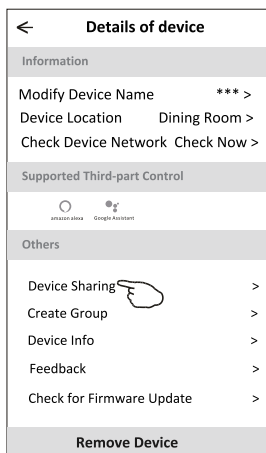 ← Details of device
Information
Modify Device Name *** >
Device Location Dining Room >
Check Device Network Check Now >
Supported Third-part Control
amazon alexa Google Assistant
Others
Device Sharing >
Create Group >
Device Info >
Feedback >
Check for Firmware Update >
Remove Device